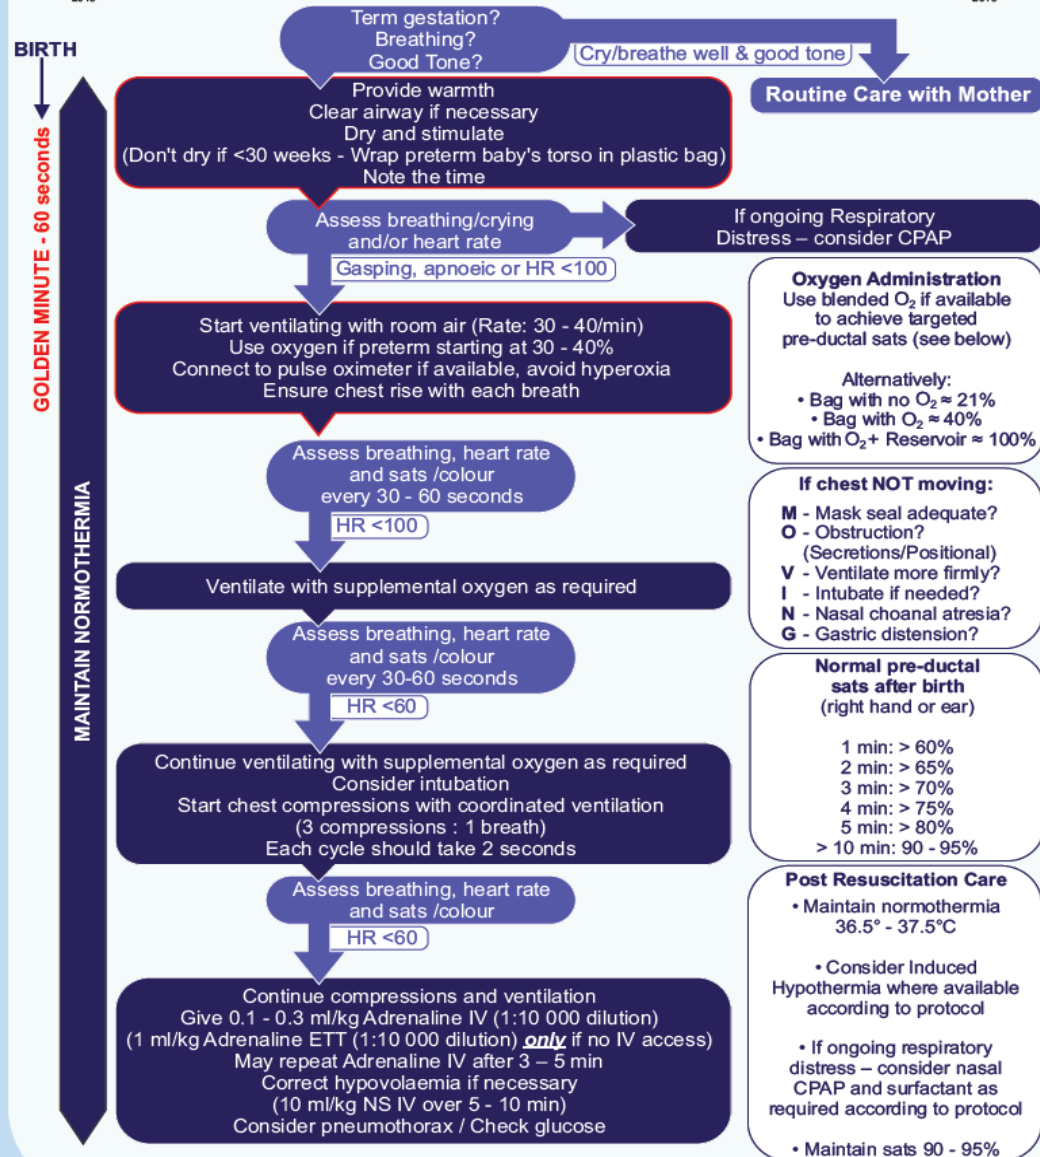 Term gestation?
Breathing?
Good Tone?
Cry/breathe well & good tone
Routine Care with Mother
BIRTH
GOLDEN MINUTE - 60 seconds
MAINTAIN NORMOTHERMIA
Provide warmth
Clear airway if necessary
Dry and stimulate
(Don't dry if <30 weeks - Wrap preterm baby's torso in plastic bag)
Note the time
Assess breathing/crying
and/or heart rate
If ongoing Respiratory
Distress – consider CPAP
Gasping, apnoeic or HR <100
Start ventilating with room air (Rate: 30 - 40/min)
Use oxygen if preterm starting at 30 - 40%
Connect to pulse oximeter if available, avoid hyperoxia
Ensure chest rise with each breath
Assess breathing, heart rate
and sats /colour
every 30 - 60 seconds
HR <100
Ventilate with supplemental oxygen as required
Assess breathing, heart rate
and sats /colour
every 30-60 seconds
HR <60
Continue ventilating with supplemental oxygen as required
Consider intubation
Start chest compressions with coordinated ventilation
(3 compressions : 1 breath)
Each cycle should take 2 seconds
Assess breathing, heart rate
and sats /colour
HR <60
Continue compressions and ventilation
Give 0.1 - 0.3 ml/kg Adrenaline IV (1:10 000 dilution)
(1 ml/kg Adrenaline ETT (1:10 000 dilution) only if no IV access)
May repeat Adrenaline IV after 3 – 5 min
Correct hypovolaemia if necessary
(10 ml/kg NS IV over 5 - 10 min)
Consider pneumothorax / Check glucose
Oxygen Administration
Use blended O₂ if available
to achieve targeted
pre-ductal sats (see below)
Alternatively:
• Bag with no O₂ ≈ 21%
• Bag with O₂ ≈ 40%
• Bag with O₂ + Reservoir ≈ 100%
If chest NOT moving:
M - Mask seal adequate?
O - Obstruction?
(Secretions/Positional)
V - Ventilate more firmly?
I - Intubate if needed?
N - Nasal choanal atresia?
G - Gastric distension?
Normal pre-ductal
sats after birth
(right hand or ear)
1 min: > 60%
2 min: > 65%
3 min: > 70%
4 min: > 75%
5 min: > 80%
> 10 min: 90 - 95%
Post Resuscitation Care
• Maintain normothermia
36.5° - 37.5°C
• Consider Induced
Hypothermia where available
according to protocol
• If ongoing respiratory
distress – consider nasal
CPAP and surfactant as
required according to protocol
• Maintain sats 90 - 95%